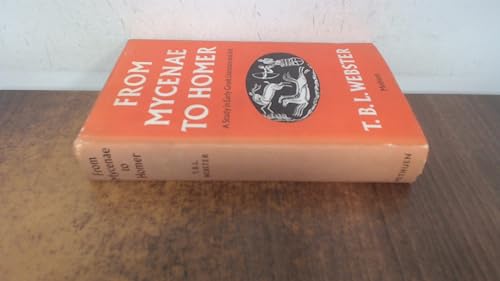 FROM
MYCENAE
TO HOMER
A Study in Early Greek Literature and Art
T. B. L. WEBSTER
Methuen
From
Mycenae
to
Homer
T.B.L.
WEBSTER
METHUEN